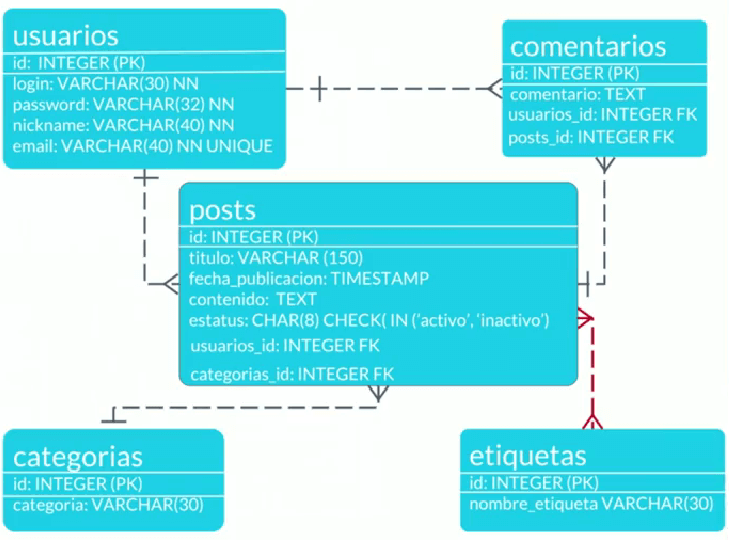 usuarios
id: INTEGER (PK)
login: VARCHAR(30) NN
password: VARCHAR(32) NN
nickname: VARCHAR(40) NN
email: VARCHAR(40) NN UNIQUE
comentarios
id: INTEGER (PK)
comentario: TEXT
usuarios_id: INTEGER FK
posts_id: INTEGER FK
posts
id: INTEGER (PK)
titulo: VARCHAR (150)
fecha_publicacion: TIMESTAMP
contenido: TEXT
estatus: CHAR(8) CHECK( IN ('activo', 'inactivo')
usuarios_id: INTEGER FK
categorias_id: INTEGER FK
categorias
id: INTEGER (PK)
categoria: VARCHAR(30)
etiquetas
id: INTEGER (PK)
nombre_etiqueta VARCHAR(30)